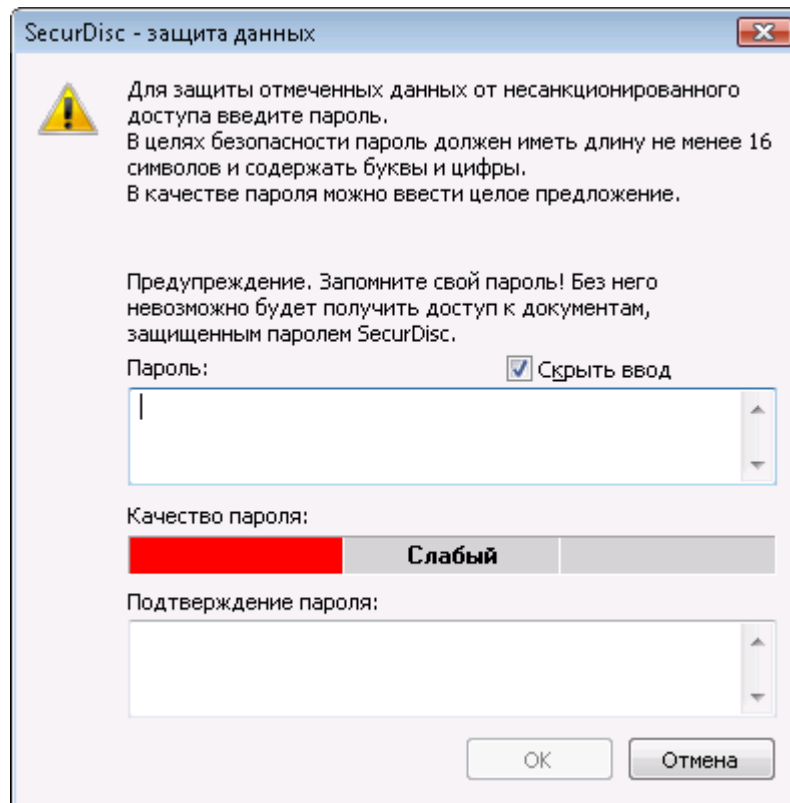 SecurDisc - защита данных
Для защиты отмеченных данных от несанкционированного
доступа введите пароль.
В целях безопасности пароль должен иметь длину не менее 16
символов и содержать буквы и цифры.
В качестве пароля можно ввести целое предложение.
Предупреждение. Запомните свой пароль! Без него
невозможно будет получить доступ к документам,
защищенным паролем SecurDisc.
Пароль: Скрыть ввод
Качество пароля:
Слабый
Подтверждение пароля:
OK Отмена